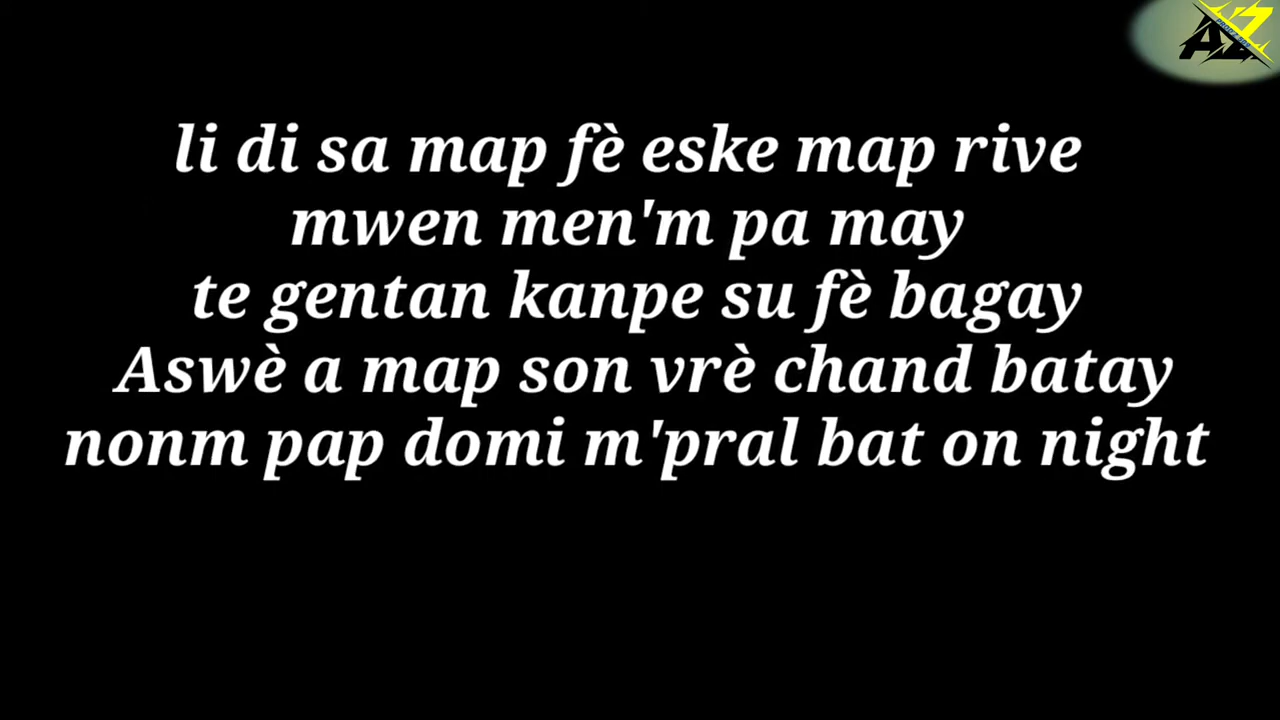 AZ
li di sa map fè eske map rive
mwen men'm pa may
te gentan kanpe su fè bagay
Aswè a map son vrè chand batay
nonm pap domi m'pral bat on night